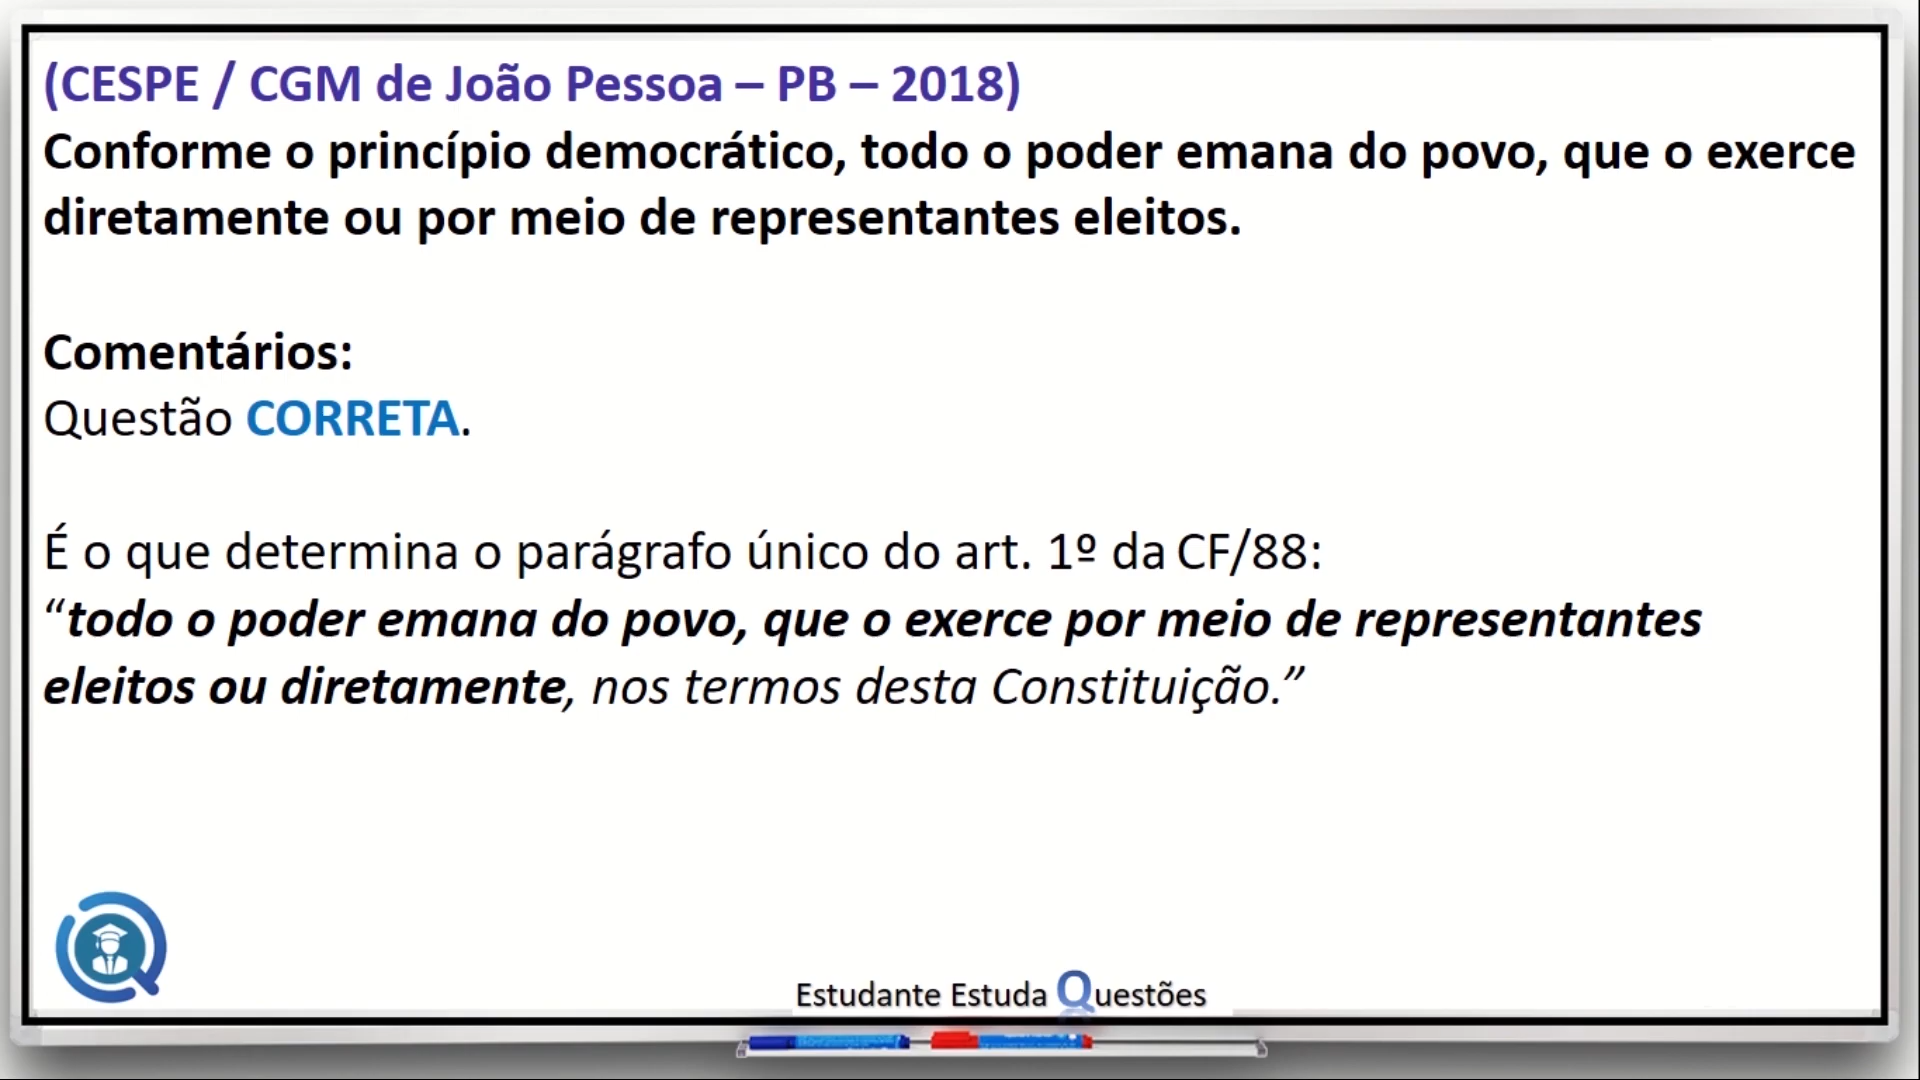 (CESPE / CGM de João Pessoa – PB – 2018)
Conforme o princípio democrático, todo o poder emana do povo, que o exerce
diretamente ou por meio de representantes eleitos.
Comentários:
Questão CORRETA.
É o que determina o parágrafo único do art. 1º da CF/88:
“todo o poder emana do povo, que o exerce por meio de representantes
eleitos ou diretamente, nos termos desta Constituição.”
Estudante Estuda Questões